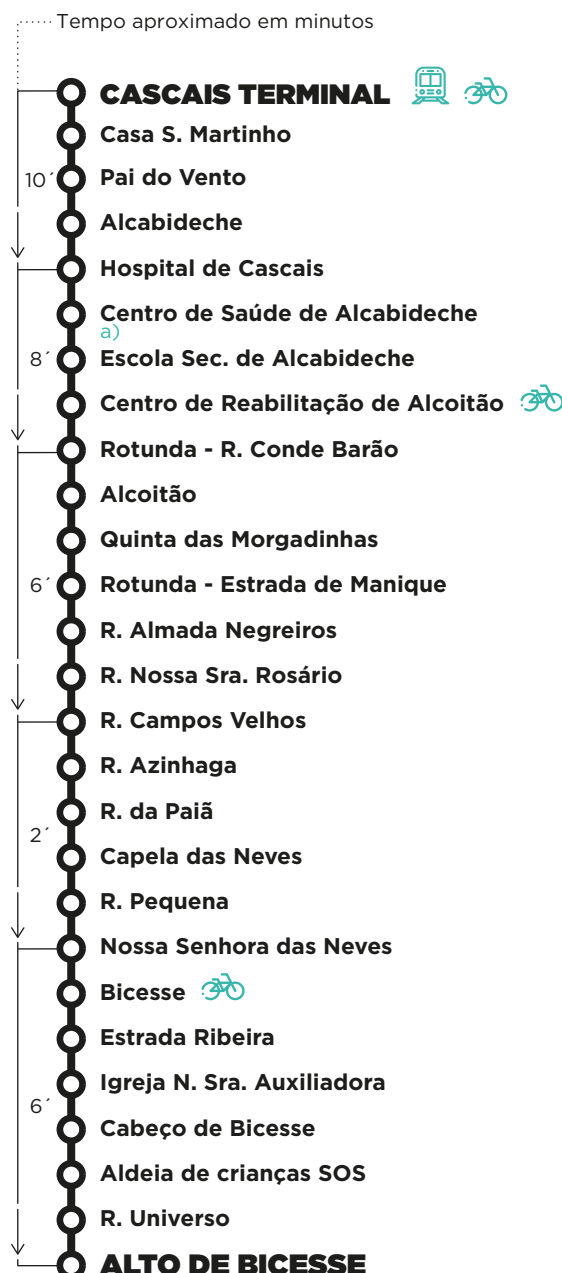 Tempo aproximado em minutos
CASCAIS TERMINAL
Casa S. Martinho
10´ Pai do Vento
Alcabideche
Hospital de Cascais
Centro de Saúde de Alcabideche
a)
8´ Escola Sec. de Alcabideche
Centro de Reabilitação de Alcoitão
Rotunda - R. Conde Barão
Alcoitão
Quinta das Morgadinhas
6´ Rotunda - Estrada de Manique
R. Almada Negreiros
R. Nossa Sra. Rosário
R. Campos Velhos
R. Azinhaga
R. da Paiã
2´
Capela das Neves
R. Pequena
Nossa Senhora das Neves
Bicesse
Estrada Ribeira
Igreja N. Sra. Auxiliadora
6´
Cabeço de Bicesse
Aldeia de crianças SOS
R. Universo
ALTO DE BICESSE